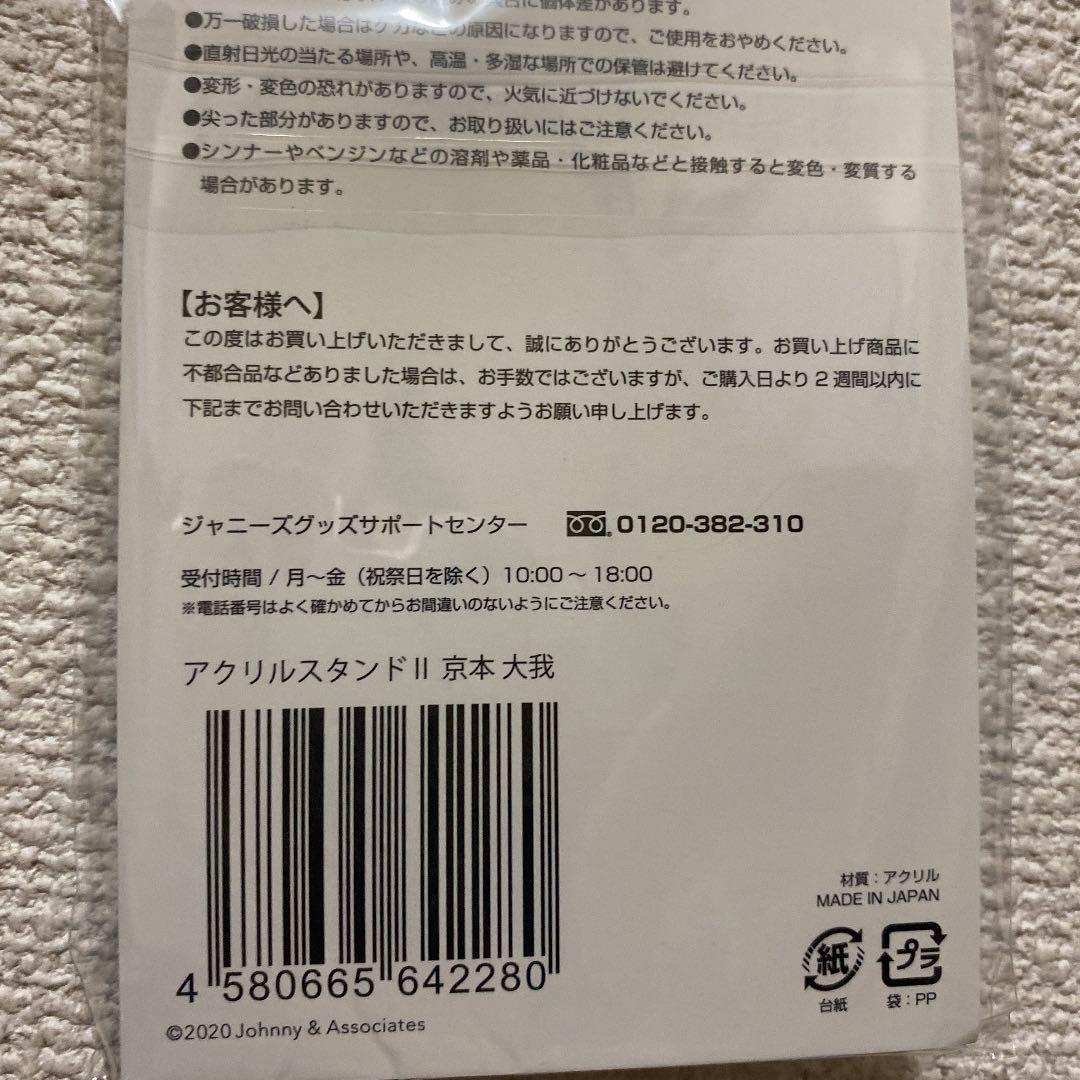 に個体差があります。
●万一破損した場合はケガなどの原因になりますので、ご使用をおやめください。
●直射日光の当たる場所や、高温・多湿な場所での保管は避けてください。
●変形・変色の恐れがありますので、火気に近づけないでください。
●尖った部分がありますので、お取り扱いにはご注意ください。
●シンナーやベンジンなどの溶剤や薬品・化粧品などと接触すると変色・変質する
場合があります。
【お客様へ】
この度はお買い上げいただきまして、誠にありがとうございます。お買い上げ商品に
不都合品などありました場合は、お手数ではございますが、ご購入日より2週間以内に
下記までお問い合わせいただきますようお願い申し上げます。
ジャニーズグッズサポートセンター 0120-382-310
受付時間 / 月〜金（祝祭日を除く）10:00 〜 18:00
※電話番号はよく確かめてからお間違いのないようにご注意ください。
アクリルスタンドⅡ 京本 大我
4 580665 642280
©2020 Johnny & Associates
材質：アクリル
MADE IN JAPAN
紙 プラ
台紙 袋：PP